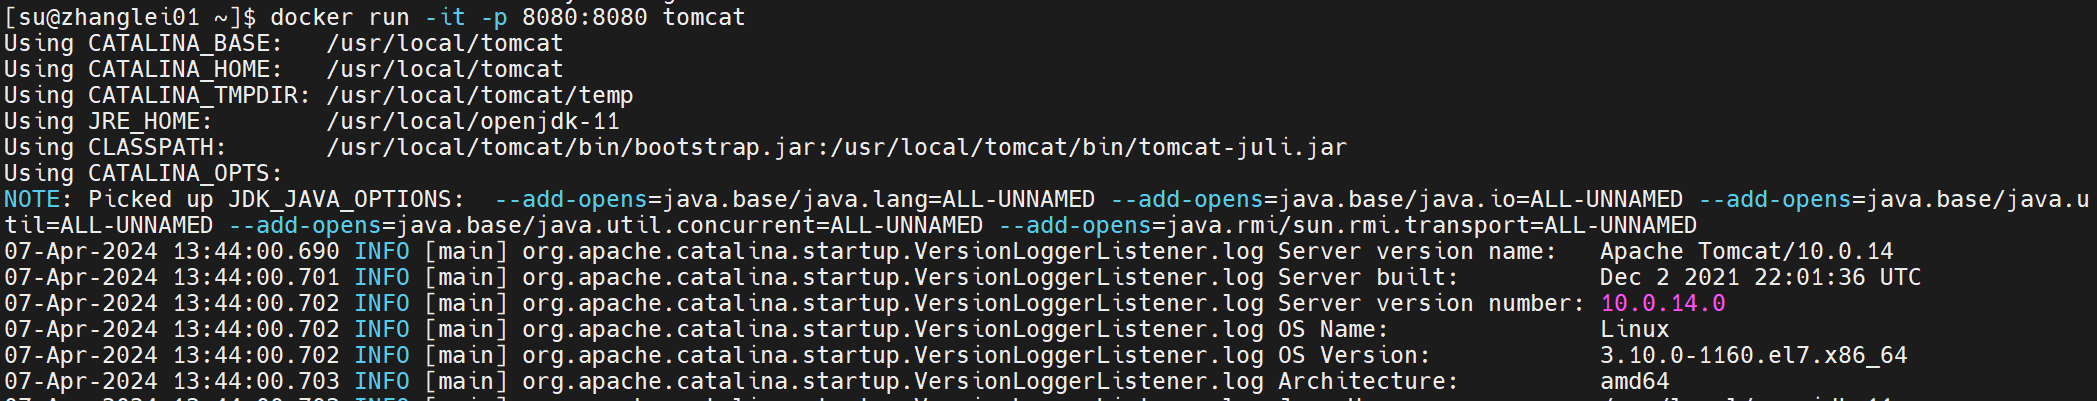 [su@zhanglei01 ~]$ docker run -it -p 8080:8080 tomcat
Using CATALINA_BASE:   /usr/local/tomcat
Using CATALINA_HOME:   /usr/local/tomcat
Using CATALINA_TMPDIR: /usr/local/tomcat/temp
Using JRE_HOME:        /usr/local/openjdk-11
Using CLASSPATH:       /usr/local/tomcat/bin/bootstrap.jar:/usr/local/tomcat/bin/tomcat-juli.jar
Using CATALINA_OPTS:
NOTE: Picked up JDK_JAVA_OPTIONS:  --add-opens=java.base/java.lang=ALL-UNNAMED --add-opens=java.base/java.io=ALL-UNNAMED --add-opens=java.base/java.u
til=ALL-UNNAMED --add-opens=java.base/java.util.concurrent=ALL-UNNAMED --add-opens=java.rmi/sun.rmi.transport=ALL-UNNAMED
07-Apr-2024 13:44:00.690 INFO [main] org.apache.catalina.startup.VersionLoggerListener.log Server version name:   Apache Tomcat/10.0.14
07-Apr-2024 13:44:00.701 INFO [main] org.apache.catalina.startup.VersionLoggerListener.log Server built:          Dec 2 2021 22:01:36 UTC
07-Apr-2024 13:44:00.702 INFO [main] org.apache.catalina.startup.VersionLoggerListener.log Server version number: 10.0.14.0
07-Apr-2024 13:44:00.702 INFO [main] org.apache.catalina.startup.VersionLoggerListener.log OS Name:               Linux
07-Apr-2024 13:44:00.702 INFO [main] org.apache.catalina.startup.VersionLoggerListener.log OS Version:            3.10.0-1160.el7.x86_64
07-Apr-2024 13:44:00.703 INFO [main] org.apache.catalina.startup.VersionLoggerListener.log Architecture:          amd64